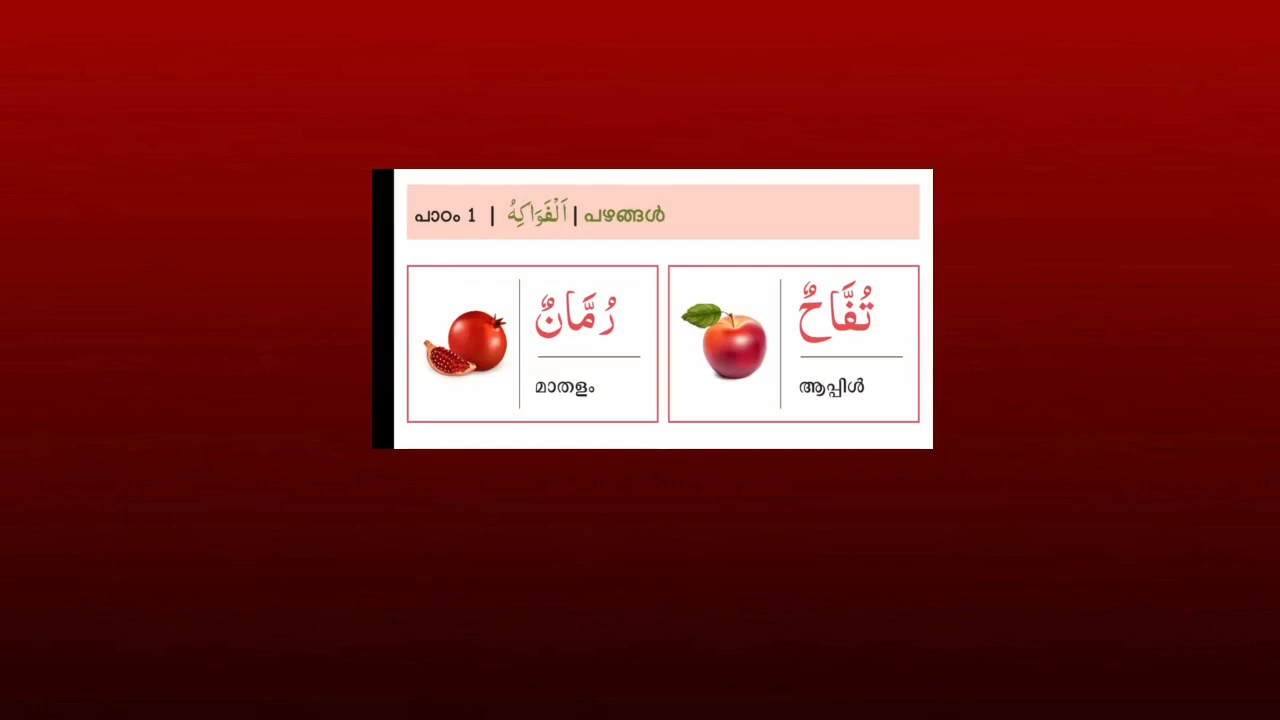 പാഠം 1 | اَلْفَوَاكِهُ | പഴങ്ങൾ
رُمَّانٌ
മാതളം
تُفَّاحٌ
ആപ്പിൾ